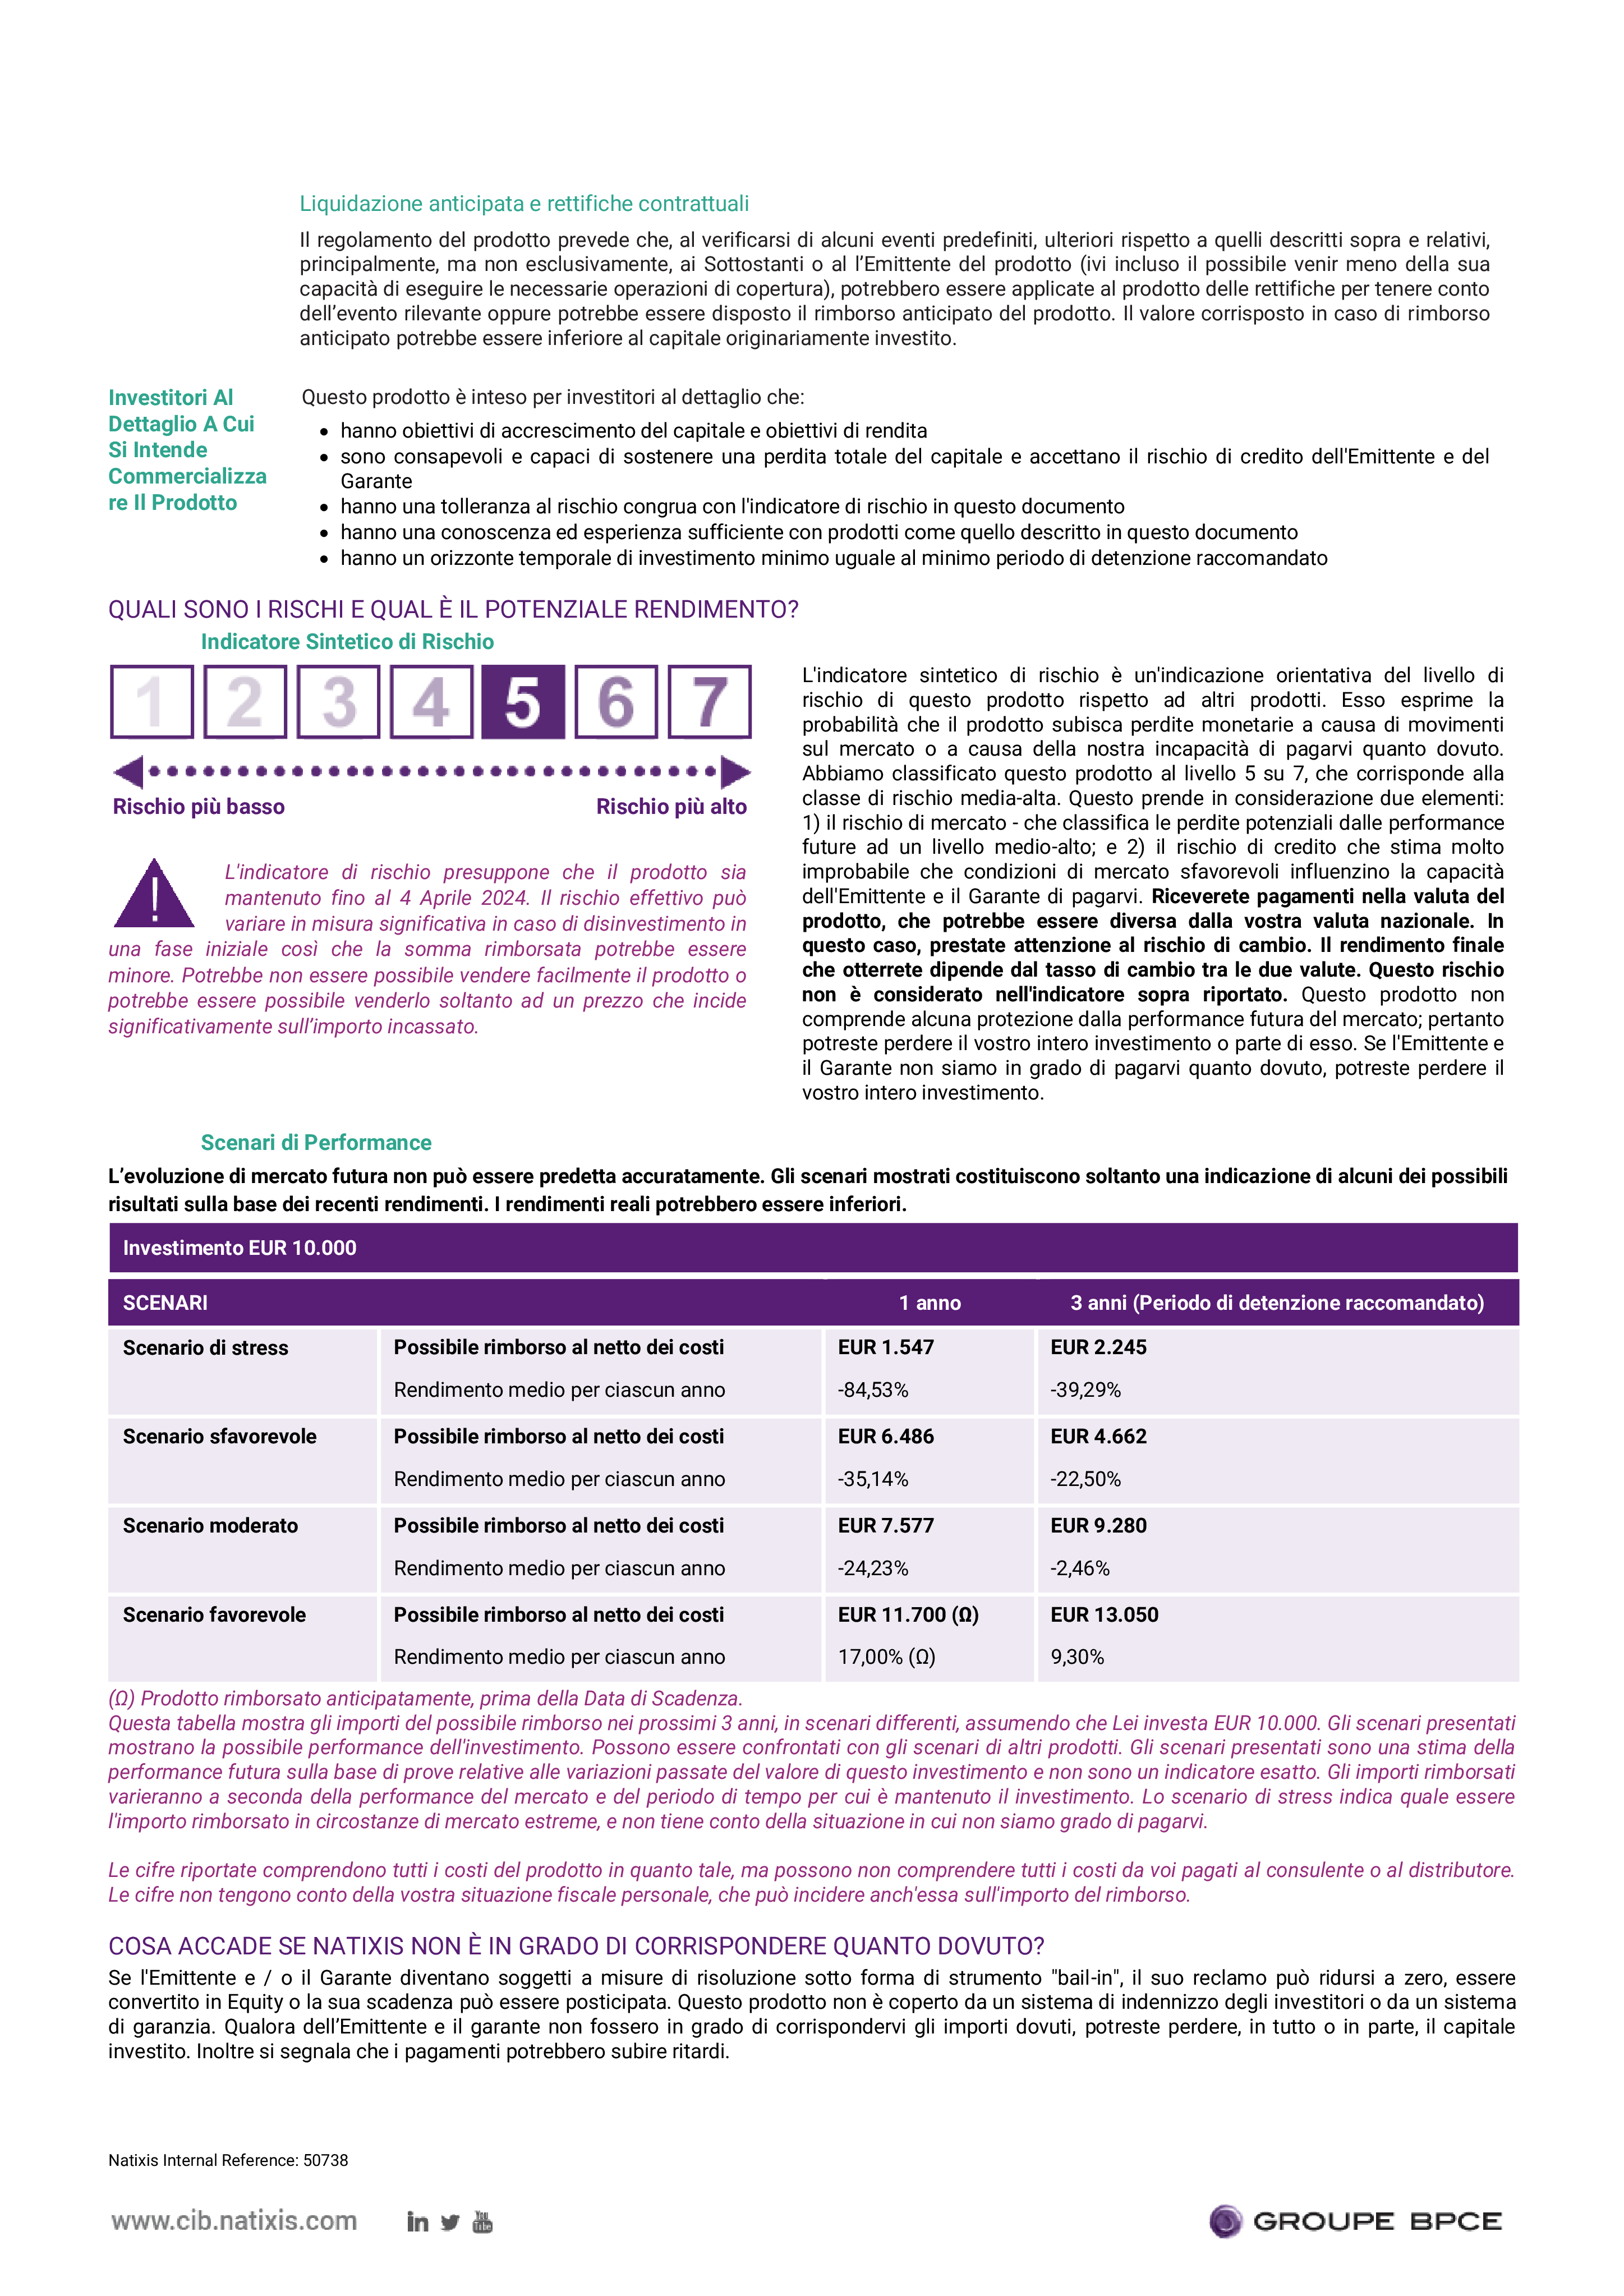 Liquidazione anticipata e rettifiche contrattuali
Il regolamento del prodotto prevede che, al verificarsi di alcuni eventi predefiniti, ulteriori rispetto a quelli descritti sopra e relativi,
principalmente, ma non esclusivamente, ai Sottostanti o al l’Emittente del prodotto (ivi incluso il possibile venir meno della sua
capacità di eseguire le necessarie operazioni di copertura), potrebbero essere applicate al prodotto delle rettifiche per tenere conto
dell’evento rilevante oppure potrebbe essere disposto il rimborso anticipato del prodotto. Il valore corrisposto in caso di rimborso
anticipato potrebbe essere inferiore al capitale originariamente investito.
Investitori Al
Dettaglio A Cui
Si Intende
Commercializza
re Il Prodotto
Questo prodotto è inteso per investitori al dettaglio che:
• hanno obiettivi di accrescimento del capitale e obiettivi di rendita
• sono consapevoli e capaci di sostenere una perdita totale del capitale e accettano il rischio di credito dell'Emittente e del
Garante
• hanno una tolleranza al rischio congrua con l'indicatore di rischio in questo documento
• hanno una conoscenza ed esperienza sufficiente con prodotti come quello descritto in questo documento
• hanno un orizzonte temporale di investimento minimo uguale al minimo periodo di detenzione raccomandato
QUALI SONO I RISCHI E QUAL È IL POTENZIALE RENDIMENTO?
Indicatore Sintetico di Rischio
1 2 3 4 5 6 7
Rischio più basso Rischio più alto
L'indicatore di rischio presuppone che il prodotto sia
mantenuto fino al 4 Aprile 2024. Il rischio effettivo può
variare in misura significativa in caso di disinvestimento in
una fase iniziale così che la somma rimborsata potrebbe essere
minore. Potrebbe non essere possibile vendere facilmente il prodotto o
potrebbe essere possibile venderlo soltanto ad un prezzo che incide
significativamente sull’importo incassato.
L'indicatore sintetico di rischio è un'indicazione orientativa del livello di
rischio di questo prodotto rispetto ad altri prodotti. Esso esprime la
probabilità che il prodotto subisca perdite monetarie a causa di movimenti
sul mercato o a causa della nostra incapacità di pagarvi quanto dovuto.
Abbiamo classificato questo prodotto al livello 5 su 7, che corrisponde alla
classe di rischio media-alta. Questo prende in considerazione due elementi:
1) il rischio di mercato - che classifica le perdite potenziali dalle performance
future ad un livello medio-alto; e 2) il rischio di credito che stima molto
improbabile che condizioni di mercato sfavorevoli influenzino la capacità
dell'Emittente e il Garante di pagarvi. Riceverete pagamenti nella valuta del
prodotto, che potrebbe essere diversa dalla vostra valuta nazionale. In
questo caso, prestate attenzione al rischio di cambio. Il rendimento finale
che otterrete dipende dal tasso di cambio tra le due valute. Questo rischio
non è considerato nell'indicatore sopra riportato. Questo prodotto non
comprende alcuna protezione dalla performance futura del mercato; pertanto
potreste perdere il vostro intero investimento o parte di esso. Se l'Emittente e
il Garante non siamo in grado di pagarvi quanto dovuto, potreste perdere il
vostro intero investimento.
Scenari di Performance
L’evoluzione di mercato futura non può essere predetta accuratamente. Gli scenari mostrati costituiscono soltanto una indicazione di alcuni dei possibili
risultati sulla base dei recenti rendimenti. I rendimenti reali potrebbero essere inferiori.
Investimento EUR 10.000
SCENARI 1 anno 3 anni (Periodo di detenzione raccomandato)
Scenario di stress Possibile rimborso al netto dei costi EUR 1.547 EUR 2.245
Rendimento medio per ciascun anno -84,53% -39,29%
Scenario sfavorevole Possibile rimborso al netto dei costi EUR 6.486 EUR 4.662
Rendimento medio per ciascun anno -35,14% -22,50%
Scenario moderato Possibile rimborso al netto dei costi EUR 7.577 EUR 9.280
Rendimento medio per ciascun anno -24,23% -2,46%
Scenario favorevole Possibile rimborso al netto dei costi EUR 11.700 (Ω) EUR 13.050
Rendimento medio per ciascun anno 17,00% (Ω) 9,30%
(Ω) Prodotto rimborsato anticipatamente, prima della Data di Scadenza.
Questa tabella mostra gli importi del possibile rimborso nei prossimi 3 anni, in scenari differenti, assumendo che Lei investa EUR 10.000. Gli scenari presentati
mostrano la possibile performance dell'investimento. Possono essere confrontati con gli scenari di altri prodotti. Gli scenari presentati sono una stima della
performance futura sulla base di prove relative alle variazioni passate del valore di questo investimento e non sono un indicatore esatto. Gli importi rimborsati
varieranno a seconda della performance del mercato e del periodo di tempo per cui è mantenuto il investimento. Lo scenario di stress indica quale essere
l'importo rimborsato in circostanze di mercato estreme, e non tiene conto della situazione in cui non siamo grado di pagarvi.
Le cifre riportate comprendono tutti i costi del prodotto in quanto tale, ma possono non comprendere tutti i costi da voi pagati al consulente o al distributore.
Le cifre non tengono conto della vostra situazione fiscale personale, che può incidere anch'essa sull'importo del rimborso.
COSA ACCADE SE NATIXIS NON È IN GRADO DI CORRISPONDERE QUANTO DOVUTO?
Se l'Emittente e / o il Garante diventano soggetti a misure di risoluzione sotto forma di strumento "bail-in", il suo reclamo può ridursi a zero, essere
convertito in Equity o la sua scadenza può essere posticipata. Questo prodotto non è coperto da un sistema di indennizzo degli investitori o da un sistema
di garanzia. Qualora dell’Emittente e il garante non fossero in grado di corrispondervi gli importi dovuti, potreste perdere, in tutto o in parte, il capitale
investito. Inoltre si segnala che i pagamenti potrebbero subire ritardi.
Natixis Internal Reference: 50738
www.cib.natixis.com in You Tube GROUPE BPCE